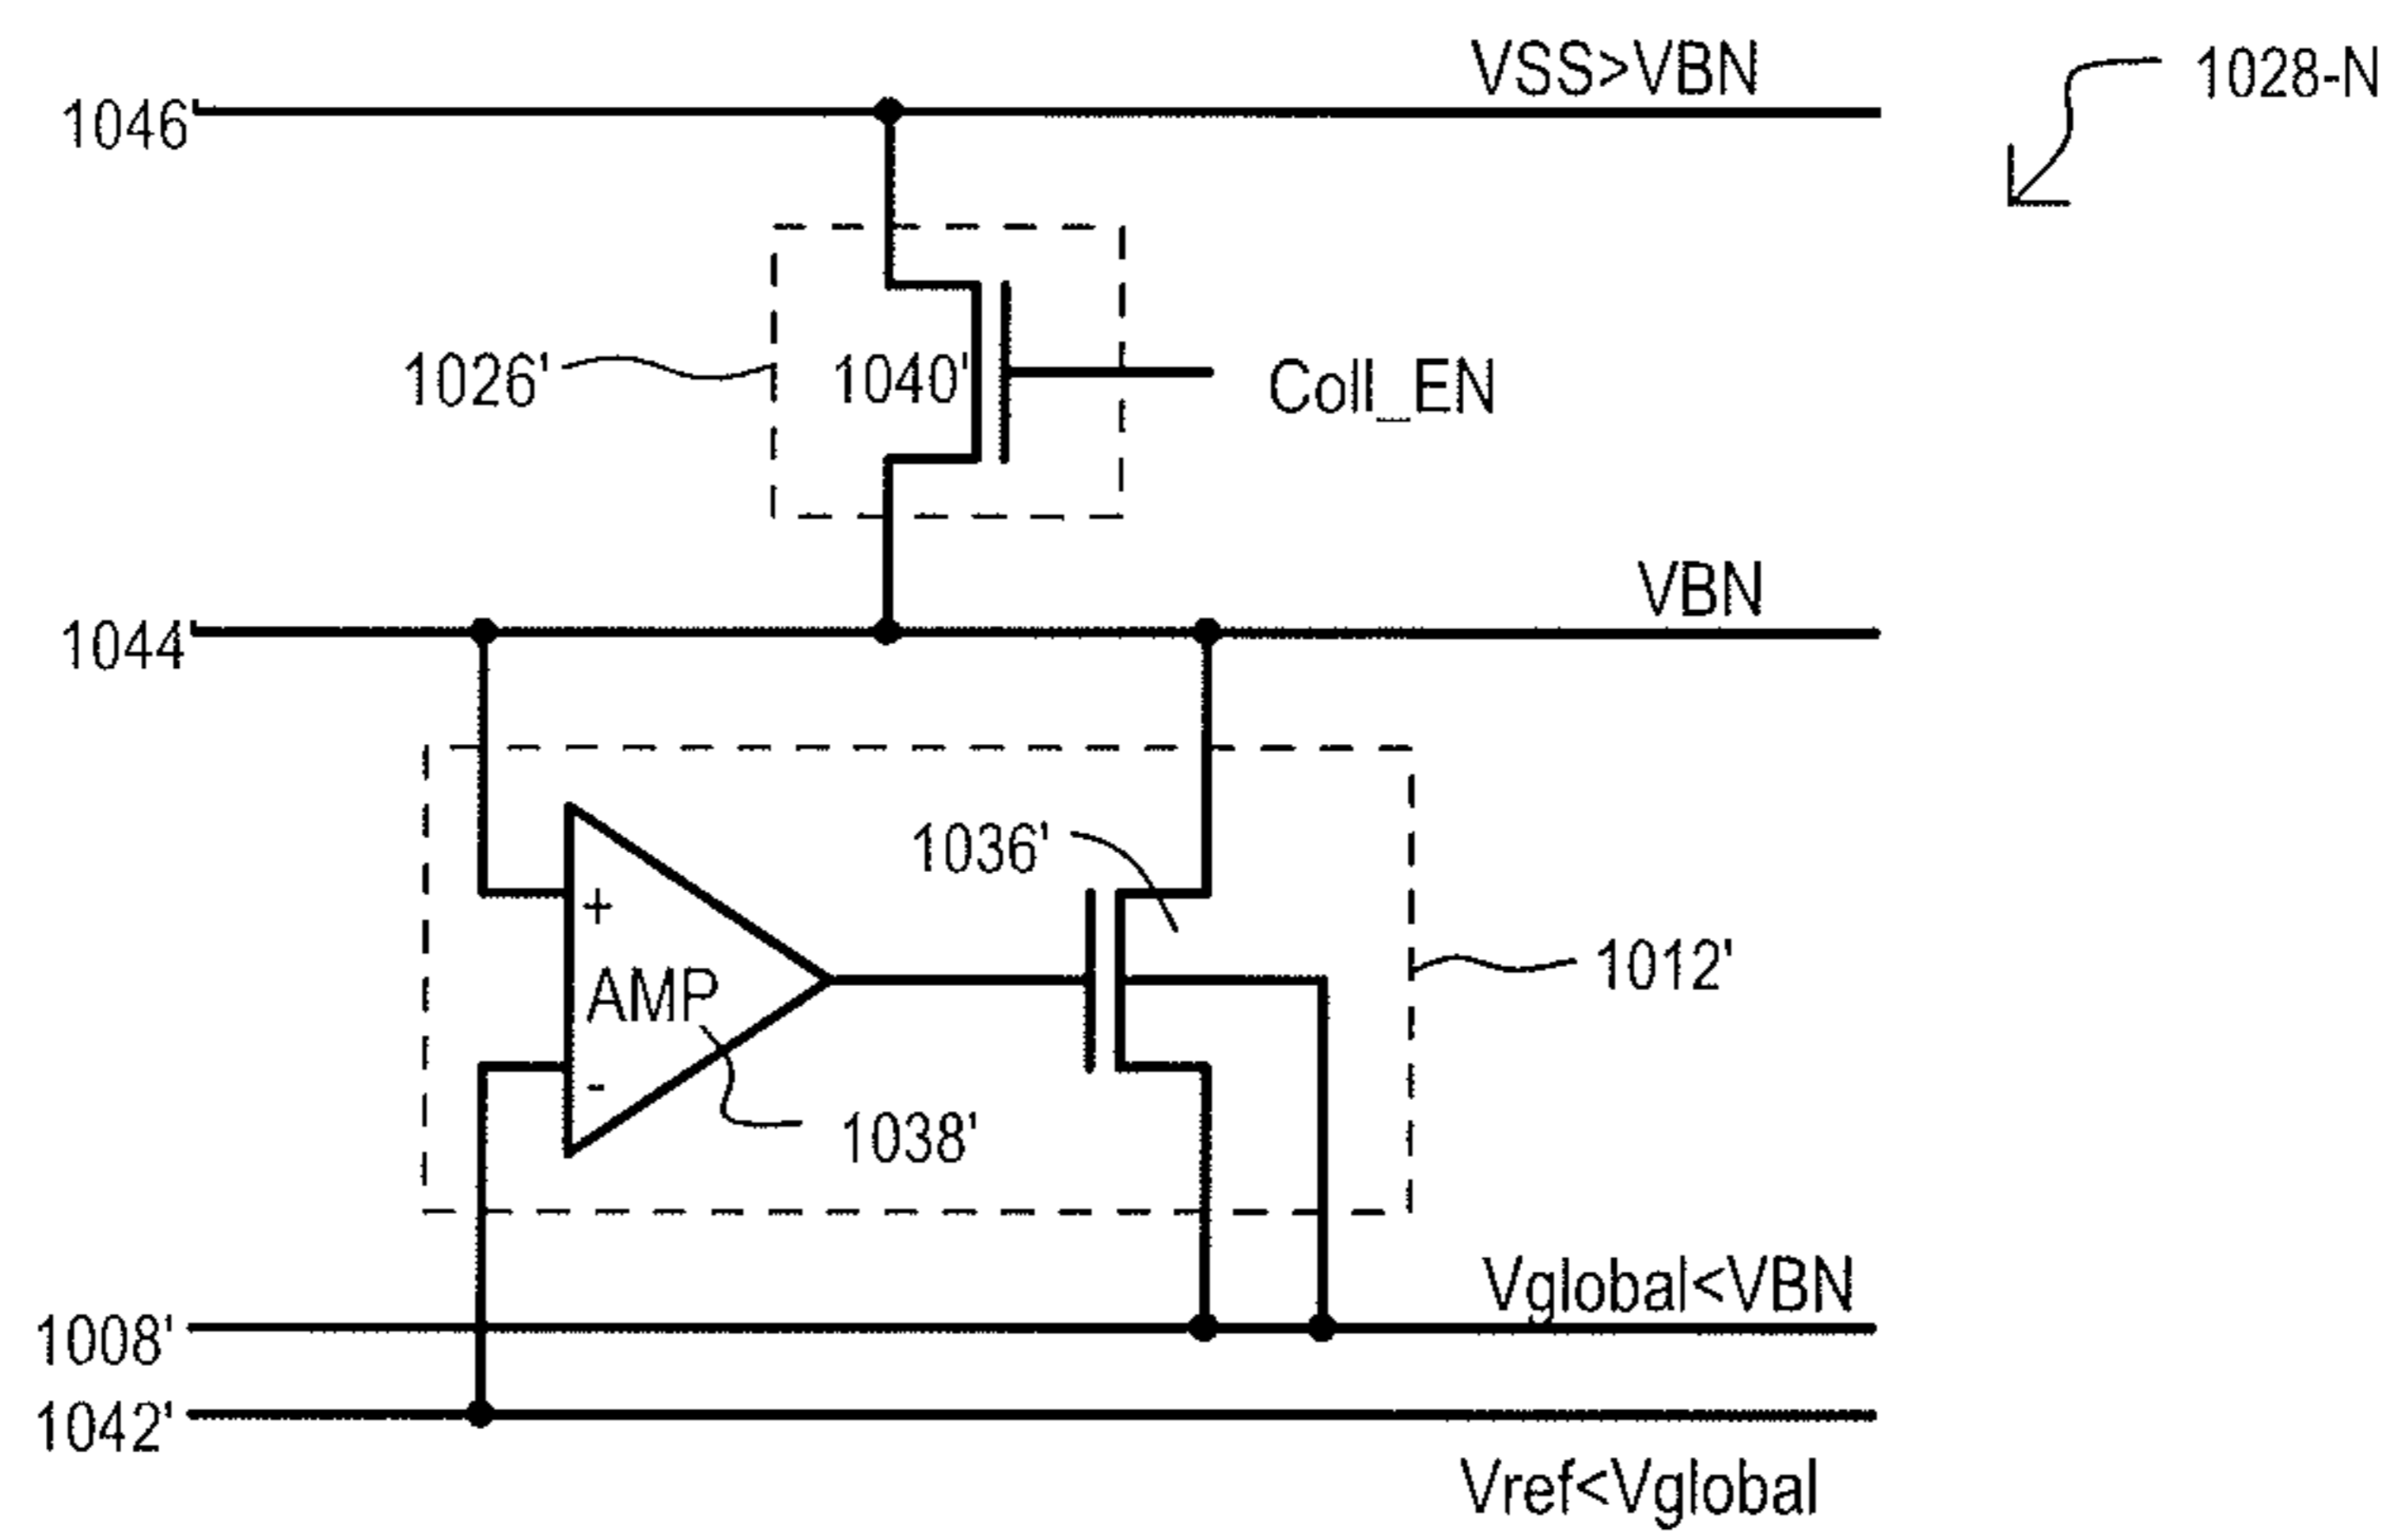 VSS>VBN
1028-N
1046'
1026'
1040'
Coll_EN
VBN
1044'
1036'
+
AMP
1012'
-
1038'
Vglobal<VBN
1008'
1042'
Vref<Vglobal